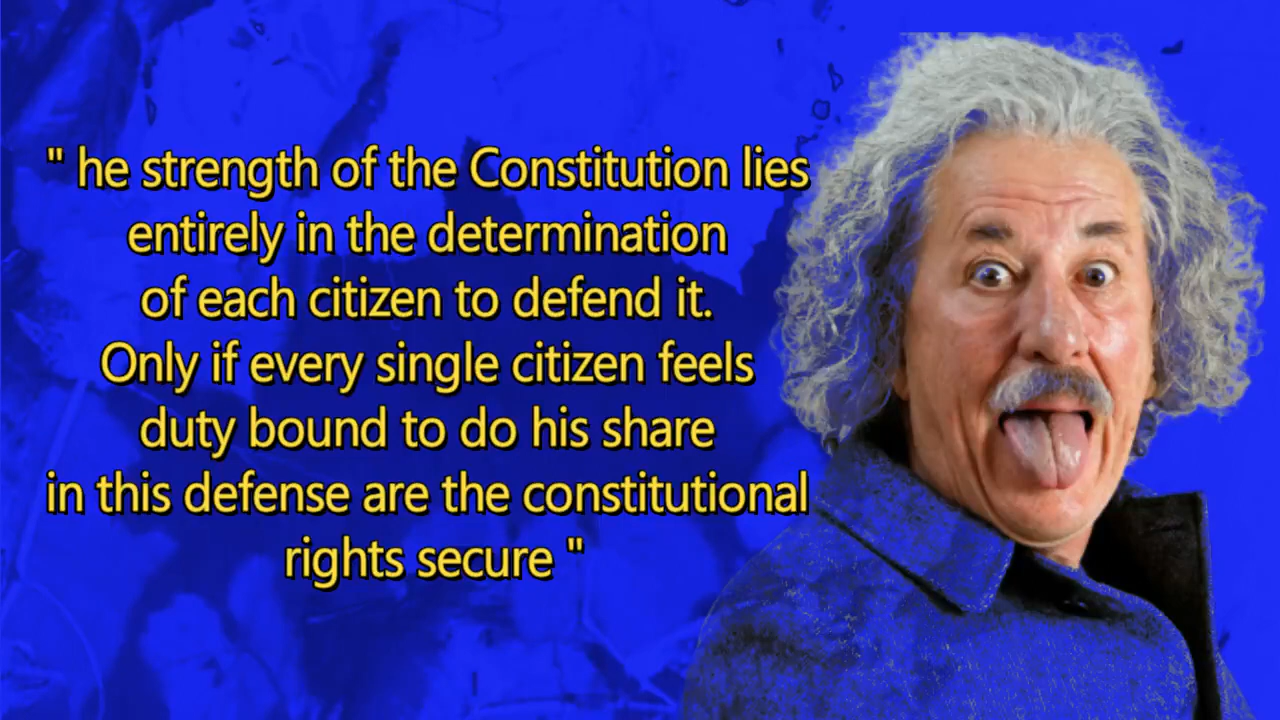 " he strength of the Constitution lies
entirely in the determination
of each citizen to defend it.
Only if every single citizen feels
duty bound to do his share
in this defense are the constitutional
rights secure "